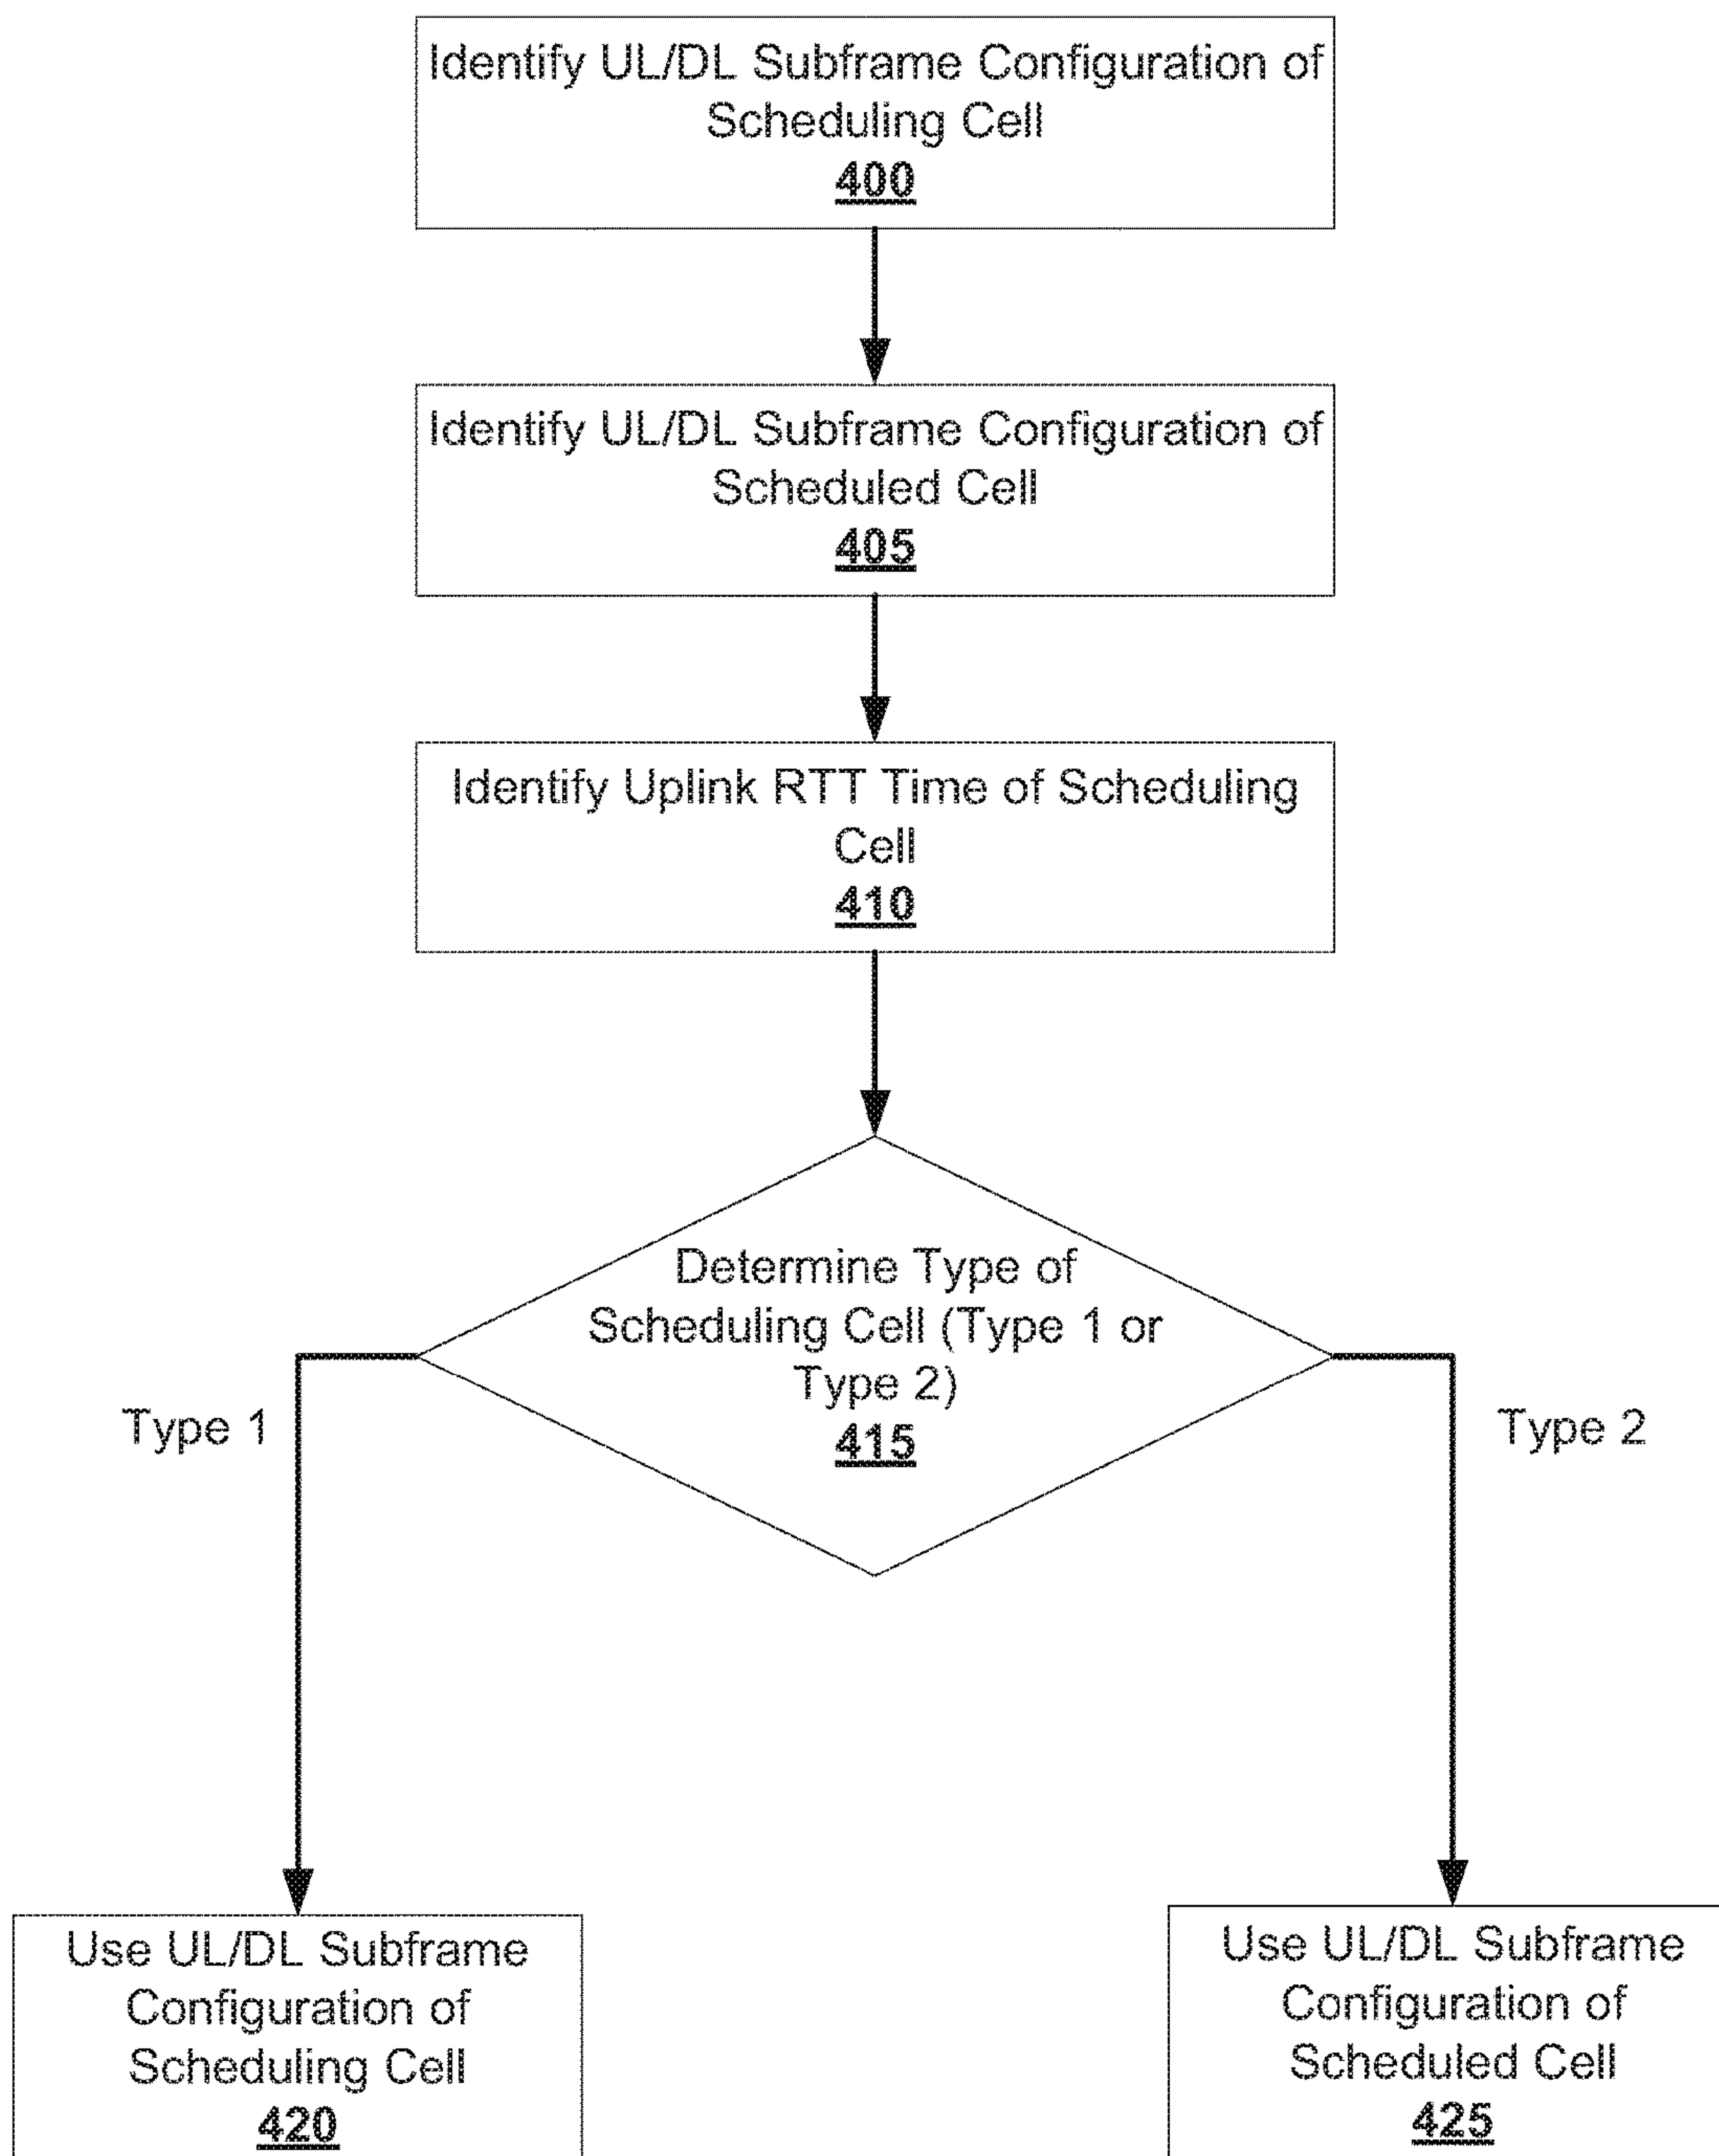 Identify UL/DL Subframe Configuration of
Scheduling Cell
400
Identify UL/DL Subframe Configuration of
Scheduled Cell
405
Identify Uplink RTT Time of Scheduling
Cell
410
Determine Type of
Scheduling Cell (Type 1 or
Type 2)
415
Type 1
Type 2
Use UL/DL Subframe
Configuration of
Scheduling Cell
420
Use UL/DL Subframe
Configuration of
Scheduled Cell
425